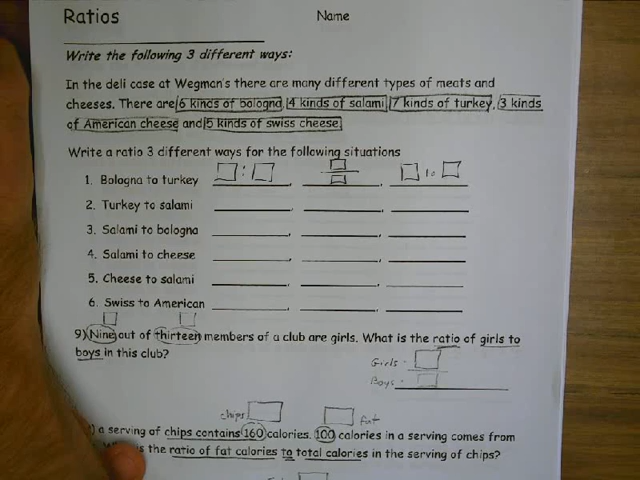 Ratios Name
Write the following 3 different ways:
In the deli case at Wegman's there are many different types of meats and
cheeses. There are 6 kinds of bologna, 4 kinds of salami, 7 kinds of turkey, 3 kinds
of American cheese and 5 kinds of swiss cheese.
Write a ratio 3 different ways for the following situations
1. Bologna to turkey : , , to
2. Turkey to salami , ,
3. Salami to bologna , ,
4. Salami to cheese , ,
5. Cheese to salami , ,
6. Swiss to American , ,
9) Nine out of thirteen members of a club are girls. What is the ratio of girls to
boys in this club?
Girls
Boys
chips fat
) a serving of chips contains 160 calories. 100 calories in a serving comes from
is the ratio of fat calories to total calories in the serving of chips?